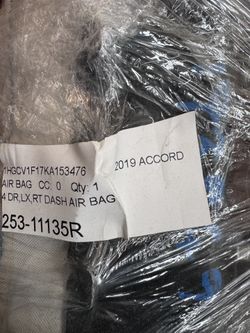 1HGCV1F17KA153476
2019 ACCORD
AIR BAG CC: 0 Qty: 1
4 DR,LX,RT DASH AIR BAG
253-11135R